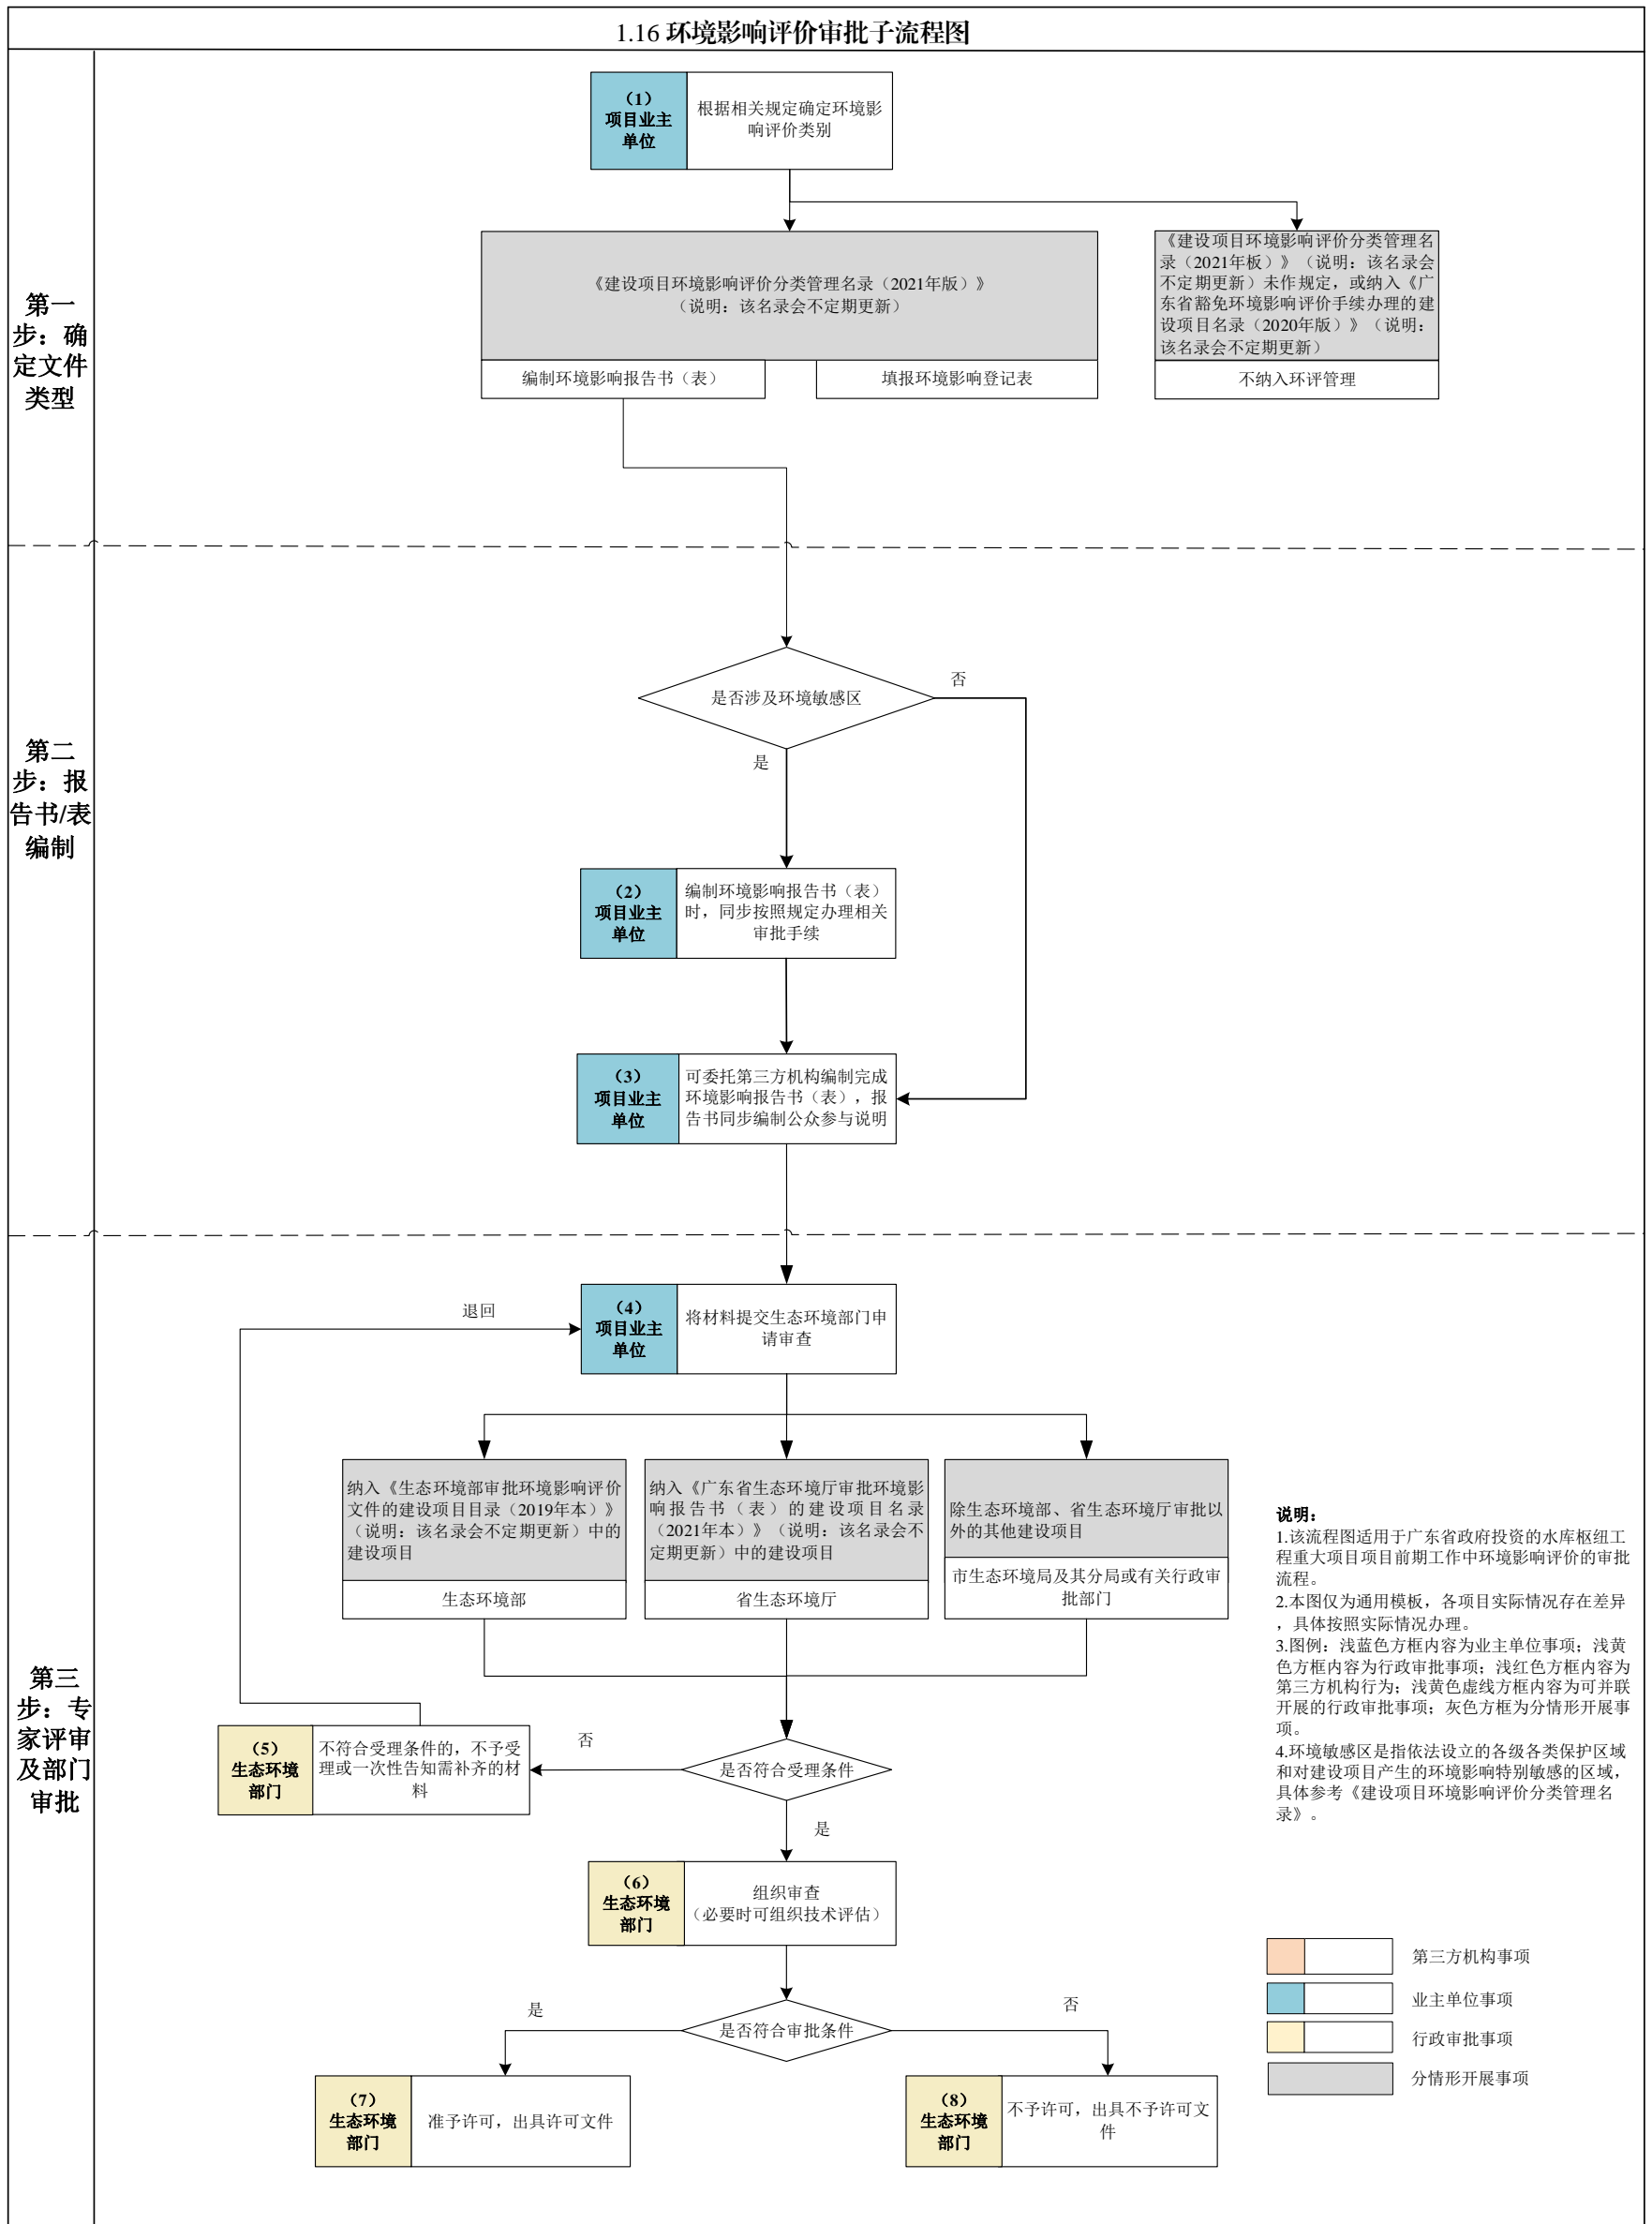 1.16 环境影响评价审批子流程图
第一
步：确
定文件
类型
（1）
项目业主
单位
根据相关规定确定环境影
响评价类别
《建设项目环境影响评价分类管理名录（2021年版）》
（说明：该名录会不定期更新）
编制环境影响报告书（表）
填报环境影响登记表
《建设项目环境影响评价分类管理名
录（2021年板）》（说明：该名录会
不定期更新）未作规定，或纳入《广
东省豁免环境影响评价手续办理的建
设项目名录（2020年版）》（说明：
该名录会不定期更新）
不纳入环评管理
第二
步：报
告书/表
编制
是否涉及环境敏感区
否
是
（2）
项目业主
单位
编制环境影响报告书（表）
时，同步按照规定办理相关
审批手续
（3）
项目业主
单位
可委托第三方机构编制完成
环境影响报告书（表），报
告书同步编制公众参与说明
第三
步：专
家评审
及部门
审批
退回
（4）
项目业主
单位
将材料提交生态环境部门申
请审查
纳入《生态环境部审批环境影响评价
文件的建设项目目录（2019年本）》
（说明：该名录会不定期更新）中的
建设项目
生态环境部
纳入《广东省生态环境厅审批环境影
响报告书（表）的建设项目名录
（2021年本）》（说明：该名录会不
定期更新）中的建设项目
省生态环境厅
除生态环境部、省生态环境厅审批以
外的其他建设项目
市生态环境局及其分局或有关行政审
批部门
（5）
生态环境
部门
不符合受理条件的，不予受
理或一次性告知需补齐的材
料
否
是否符合受理条件
是
（6）
生态环境
部门
组织审查
（必要时可组织技术评估）
是
是否符合审批条件
否
（7）
生态环境
部门
准予许可，出具许可文件
（8）
生态环境
部门
不予许可，出具不予许可文
件
说明：
1.该流程图适用于广东省政府投资的水库枢纽工
程重大项目项目前期工作中环境影响评价的审批
流程。
2.本图仅为通用模板，各项目实际情况存在差异
，具体按照实际情况办理。
3.图例：浅蓝色方框内容为业主单位事项；浅黄
色方框内容为行政审批事项；浅红色方框内容为
第三方机构行为；浅黄色虚线方框内容为可并联
开展的行政审批事项；灰色方框为分情形开展事
项。
4.环境敏感区是指依法设立的各级各类保护区域
和对建设项目产生的环境影响特别敏感的区域，
具体参考《建设项目环境影响评价分类管理名
录》。
第三方机构事项
业主单位事项
行政审批事项
分情形开展事项